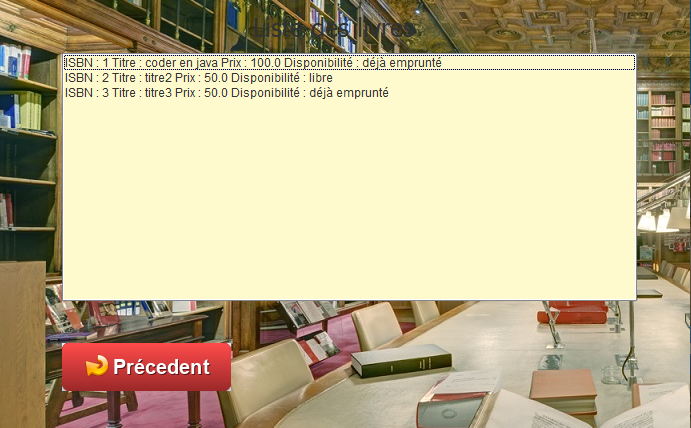 Liste des livres
ISBN : 1 Titre : coder en java Prix : 100.0 Disponibilité : déjà emprunté
ISBN : 2 Titre : titre2 Prix : 50.0 Disponibilité : libre
ISBN : 3 Titre : titre3 Prix : 50.0 Disponibilité : déjà emprunté
Précedent